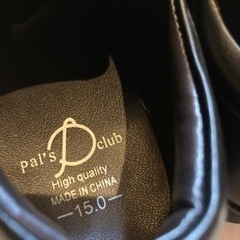 Pal's club
High quality
MADE IN CHINA
—15.0—